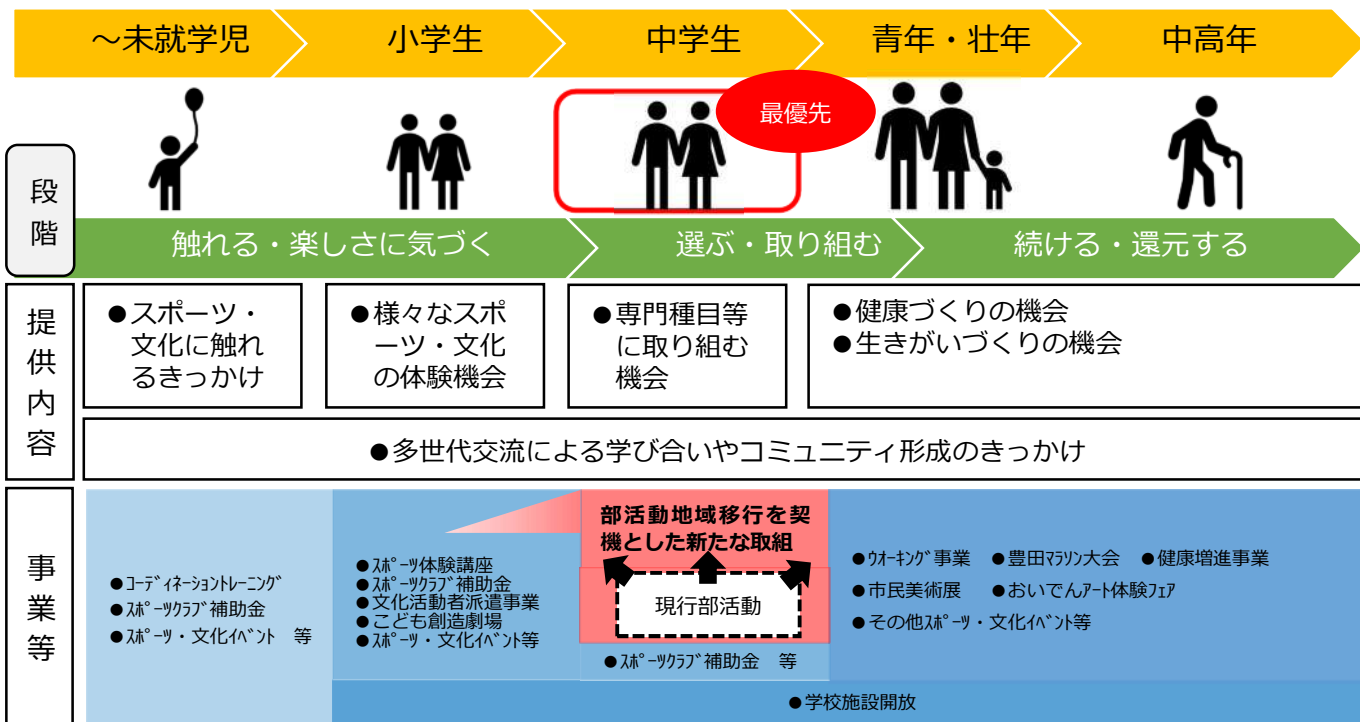 ～未就学児
小学生
中学生
青年・壮年
中高年
最優先
段
階
触れる・楽しさに気づく
選ぶ・取り組む
続ける・還元する
提
供
内
容
●スポーツ・
文化に触れ
るきっかけ
●様々なスポ
ーツ・文化
の体験機会
●専門種目等
に取り組む
機会
●健康づくりの機会
●生きがいづくりの機会
●多世代交流による学び合いやコミュニティ形成のきっかけ
事
業
等
●ｺｰﾃﾞｨﾈｰｼｮﾝﾄﾚｰﾆﾝｸﾞ
●ｽﾎﾟｰﾂｸﾗﾌﾞ補助金
●ｽﾎﾟｰﾂ・文化ｲﾍﾞﾝﾄ　等
●ｽﾎﾟｰﾂ体験講座
●ｽﾎﾟｰﾂｸﾗﾌﾞ補助金
●文化活動者派遣事業
●こども創造劇場
●ｽﾎﾟｰﾂ・文化ｲﾍﾞﾝﾄ等
部活動地域移行を契
機とした新たな取組
現行部活動
●ｽﾎﾟｰﾂｸﾗﾌﾞ補助金　等
●ｳｵｰｷﾝｸﾞ事業　●豊田ﾏﾗｿﾝ大会　●健康増進事業
●市民美術展　●おいでんｱｰﾄ体験ﾌｪｱ
●その他ｽﾎﾟｰﾂ・文化ｲﾍﾞﾝﾄ等
●学校施設開放